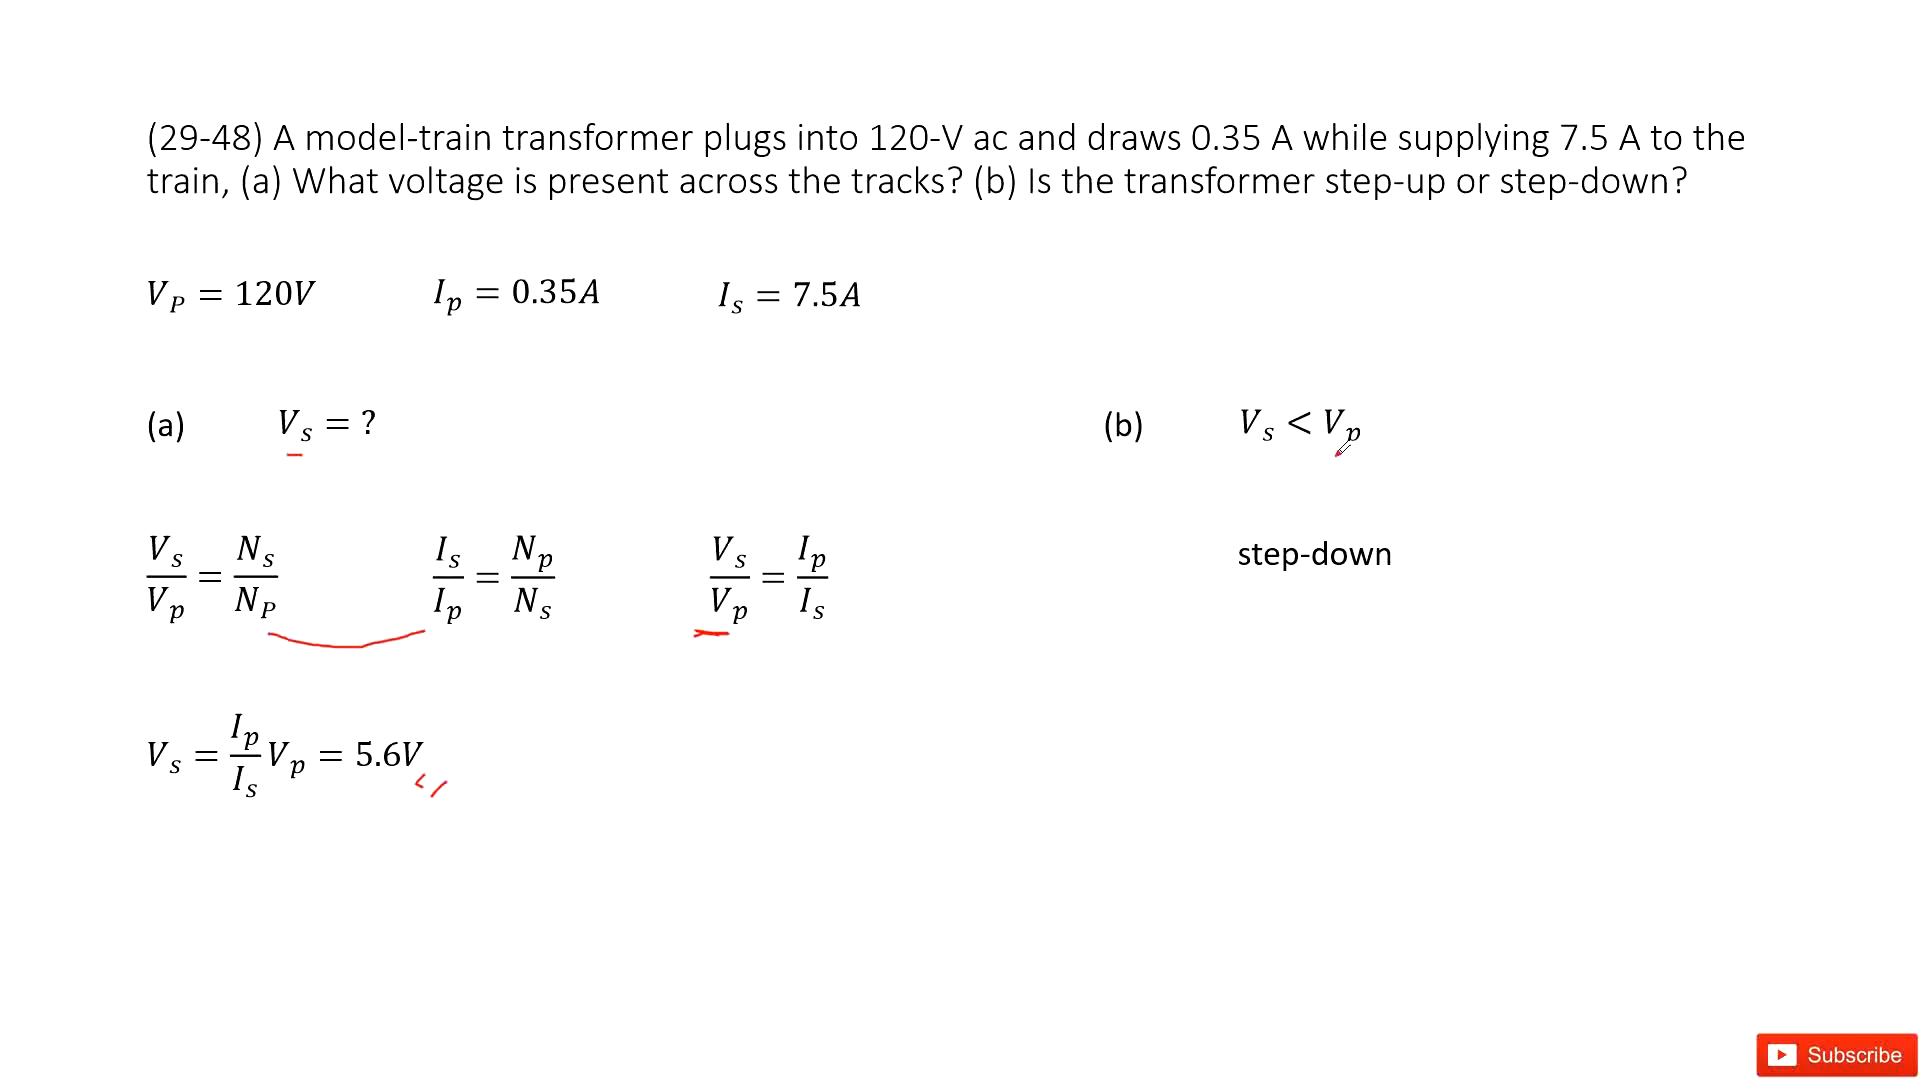 (29-48) A model-train transformer plugs into 120-V ac and draws 0.35 A while supplying 7.5 A to the
train, (a) What voltage is present across the tracks? (b) Is the transformer step-up or step-down?
V_P = 120V
I_p = 0.35A
I_s = 7.5A
(a)
V_s = ?
(b)
V_s < V_p
V_s/V_p = N_s/N_P
I_s/I_p = N_p/N_s
V_s/V_p = I_p/I_s
step-down
V_s = I_p/I_s V_p = 5.6V
Subscribe